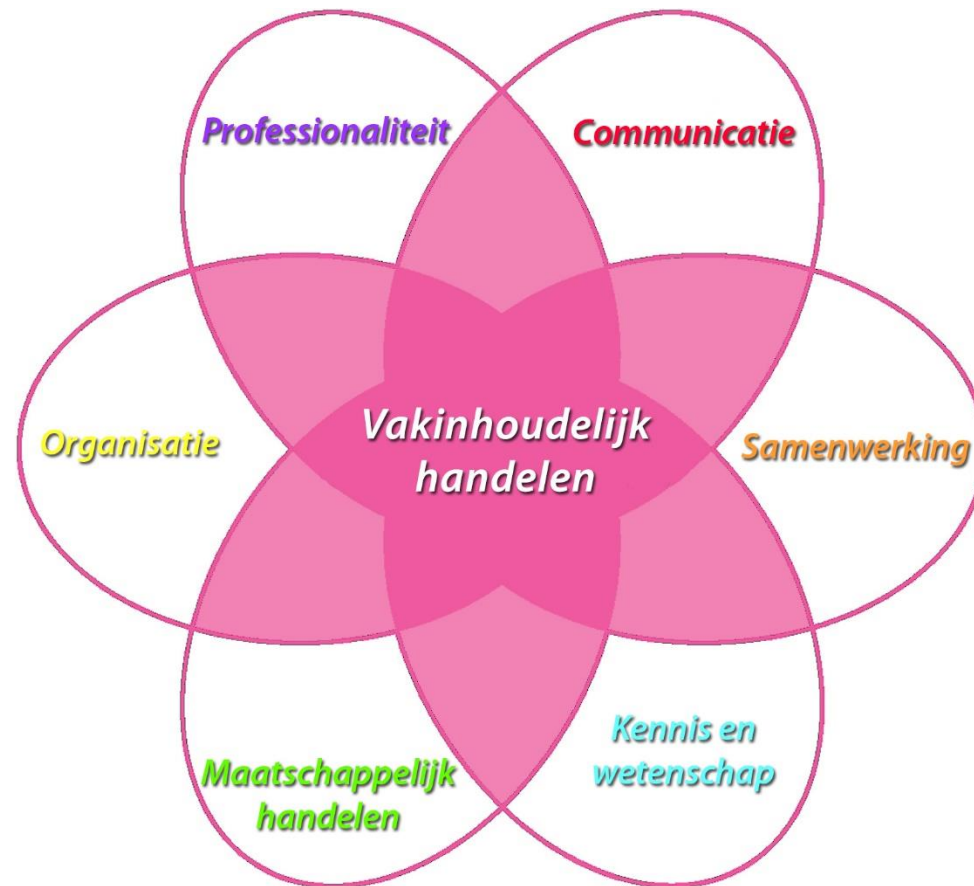 Professionaliteit
Communicatie
Organisatie
Vakinhoudelijk
handelen
Samenwerking
Maatschappelijk
handelen
Kennis en
wetenschap